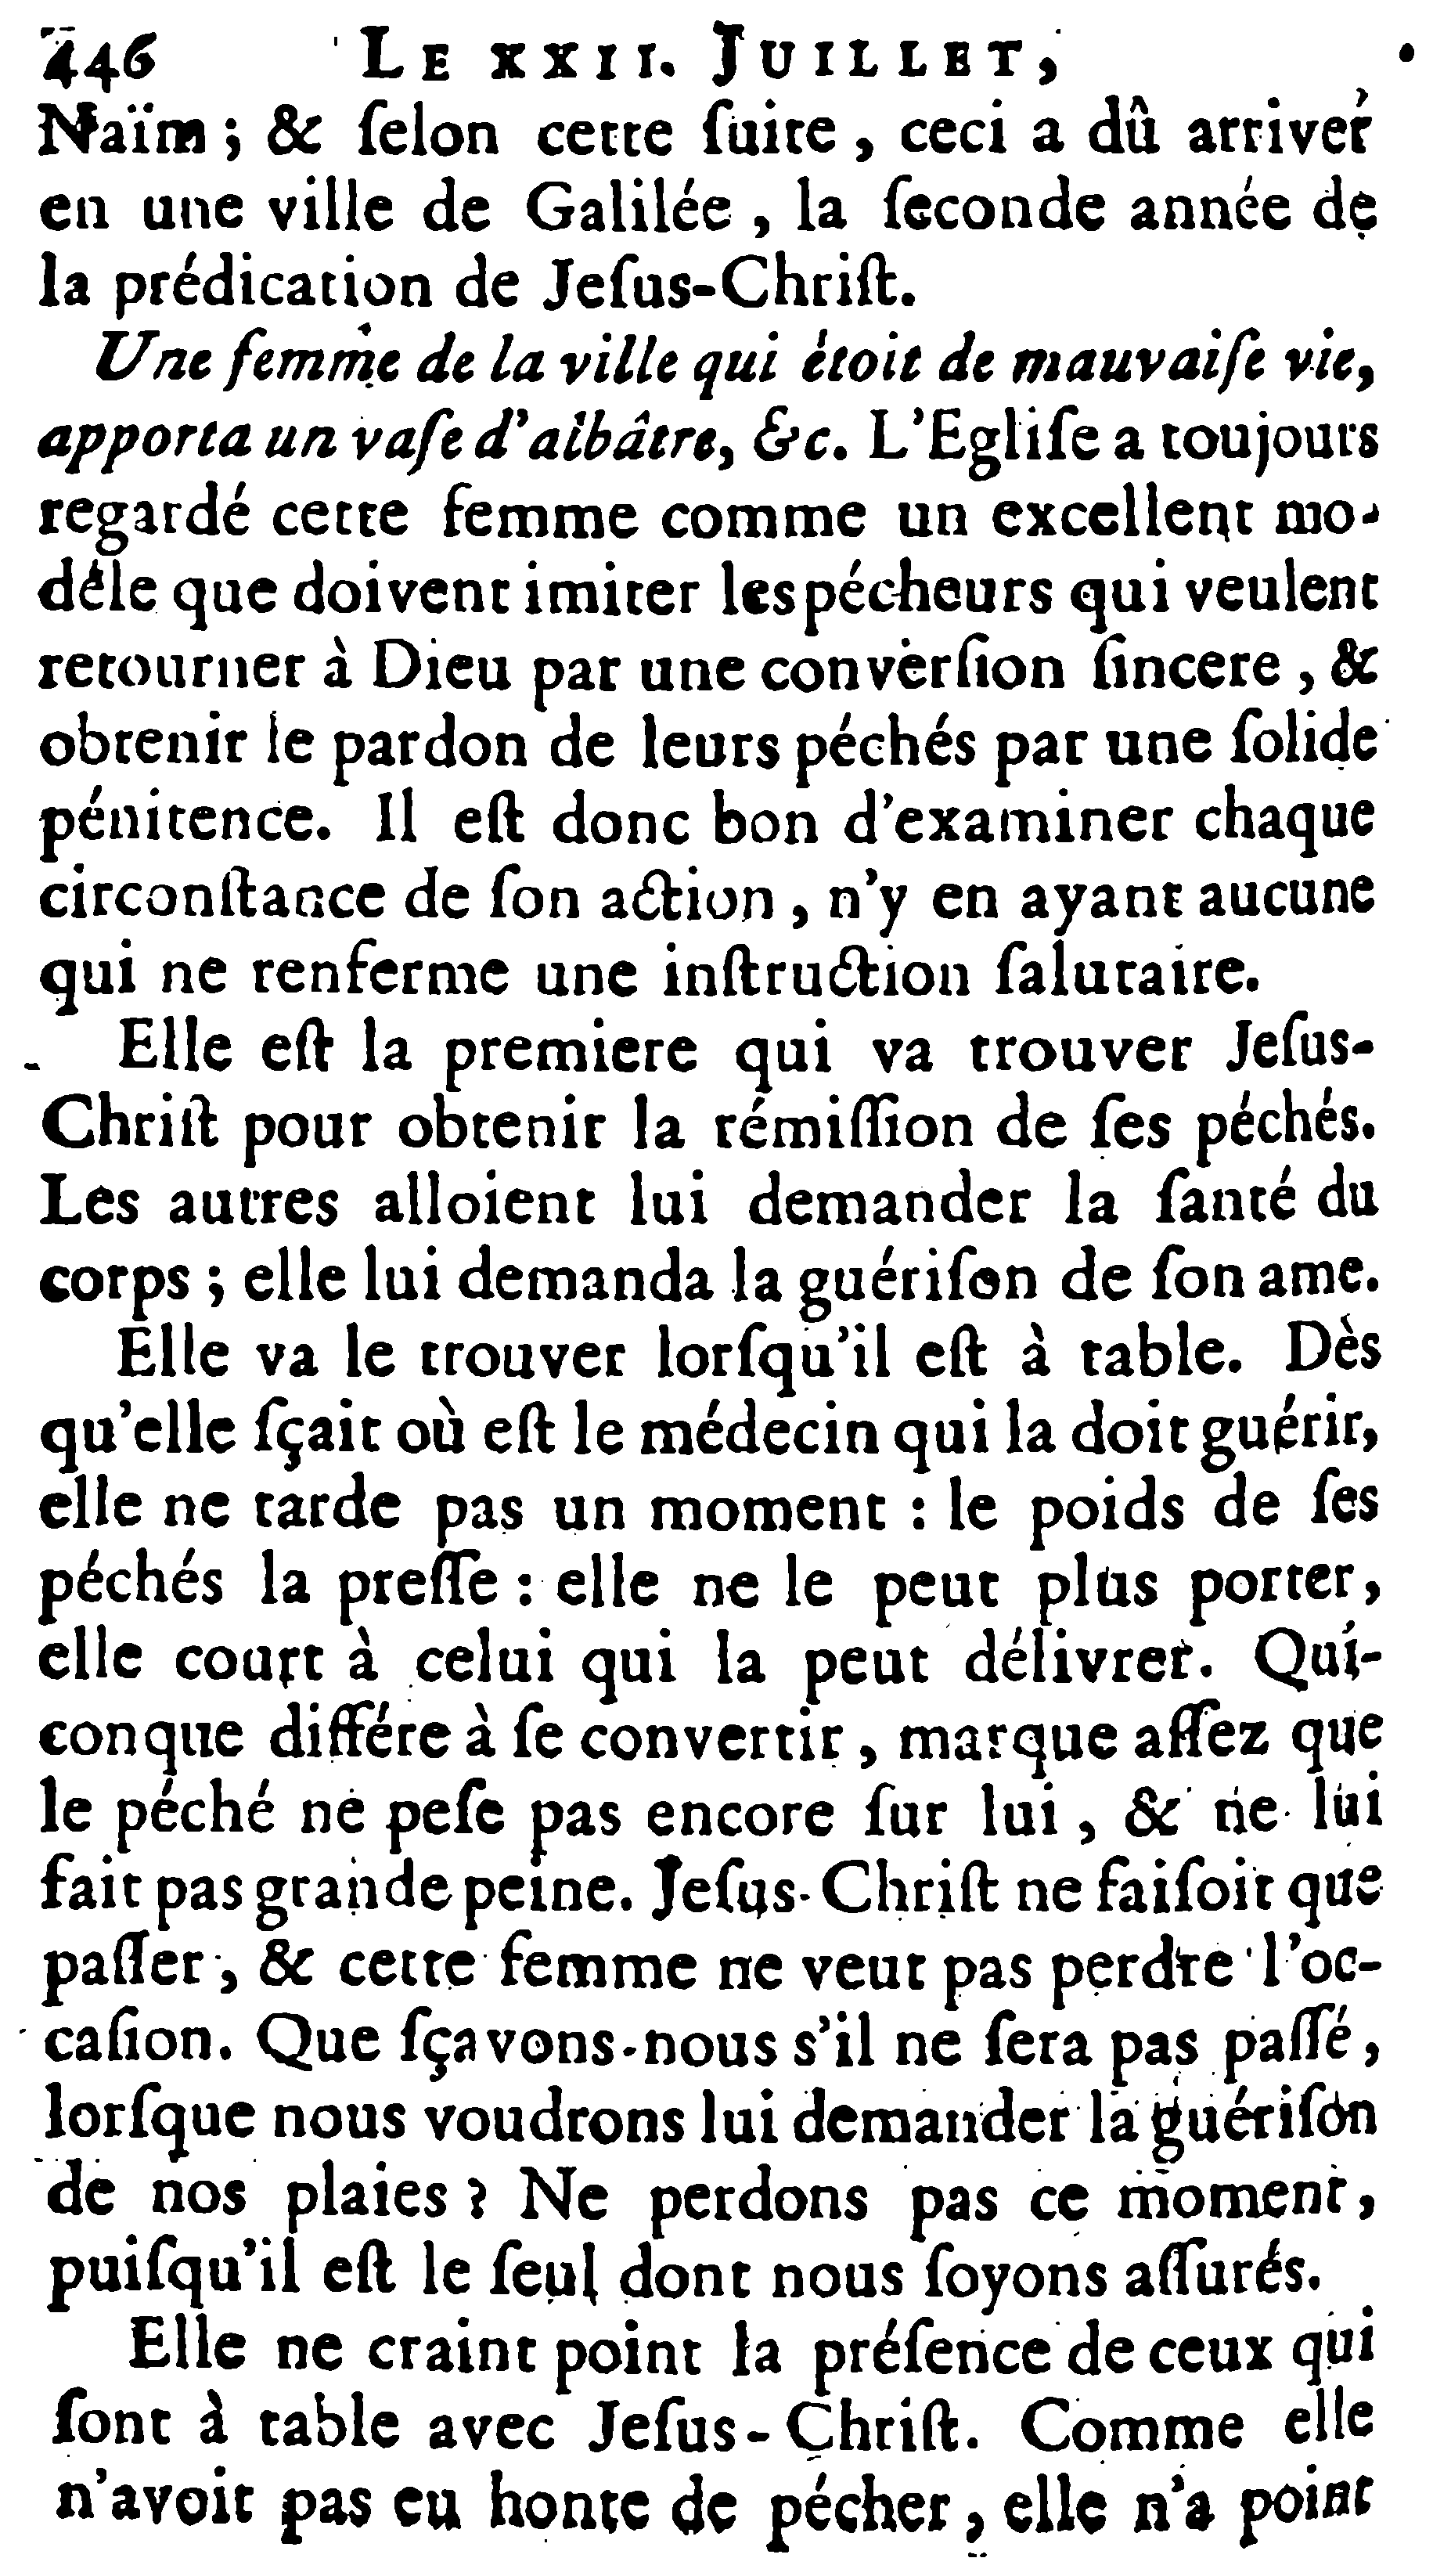 446 LE XXII. JUILLET,
Naïm ; & ſelon cette ſuite , ceci a dû arriver
en une ville de Galilée , la ſeconde année de
la prédication de Jeſus-Chriſt.
Une femme de la ville qui étoit de mauvaiſe vie,
apporta un vaſe d'albâtre, &c. L'Egliſe a toujours
regardé cette femme comme un excellent mo-
déle que doivent imiter les pécheurs qui veulent
retourner à Dieu par une converſion ſincere , &
obtenir le pardon de leurs péchés par une ſolide
pénitence. Il eſt donc bon d'examiner chaque
circonſtance de ſon action , n'y en ayant aucune
qui ne renferme une inſtruction ſalutaire.
Elle eſt la premiere qui va trouver Jeſus-
Chriſt pour obtenir la rémiſſion de ſes péchés.
Les autres alloient lui demander la ſanté du
corps ; elle lui demanda la guériſon de ſon ame.
Elle va le trouver lorſqu'il eſt à table. Dès
qu'elle ſçait où eſt le médecin qui la doit guérir,
elle ne tarde pas un moment : le poids de ſes
péchés la preſſe : elle ne le peut plus porter,
elle court à celui qui la peut délivrer. Qui-
conque différe à ſe convertir , marque aſſez que
le péché ne peſe pas encore ſur lui , & ne lui
fait pas grande peine. Jeſus-Chriſt ne faiſoit que
paſſer , & cette femme ne veut pas perdre l'oc-
caſion. Que ſçavons-nous s'il ne ſera pas paſſé ,
lorſque nous voudrons lui demander la guériſon
de nos plaies ? Ne perdons pas ce moment ,
puiſqu'il eſt le ſeul dont nous ſoyons aſſurés.
Elle ne craint point la préſence de ceux qui
ſont à table avec Jeſus-Chriſt. Comme elle
n'avoit pas eu honte de pécher , elle n'a point